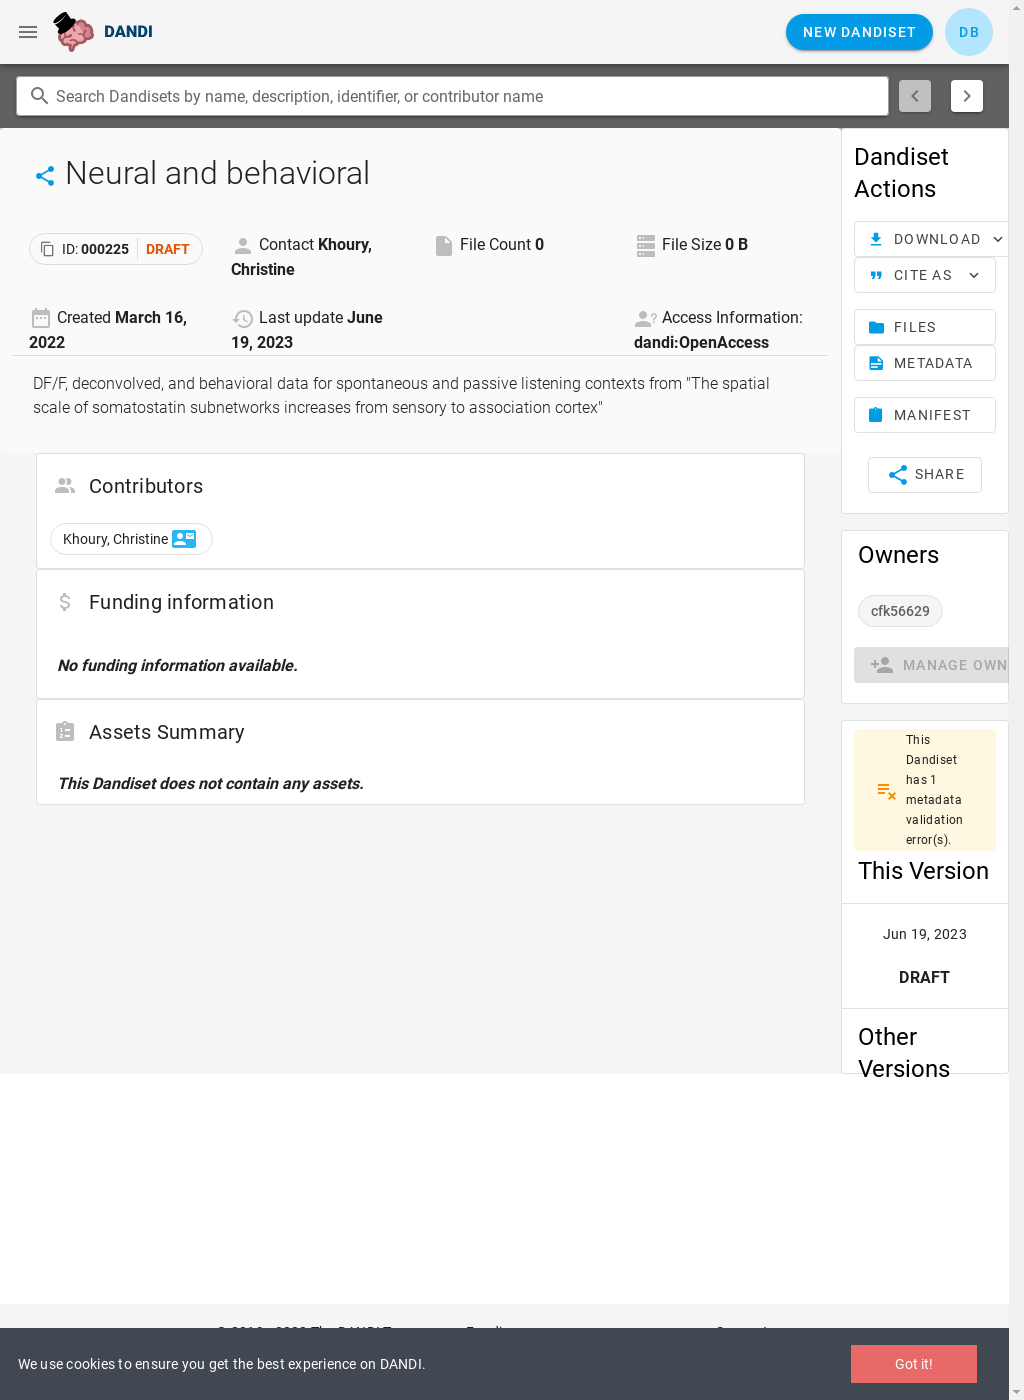 DANDI
NEW DANDISET
DB
Search Dandisets by name, description, identifier, or contributor name
Neural and behavioral
ID: 000225 DRAFT
Contact Khoury,
Christine
File Count 0
File Size 0 B
Created March 16,
2022
Last update June
19, 2023
Access Information:
dandi:OpenAccess
DF/F, deconvolved, and behavioral data for spontaneous and passive listening contexts from "The spatial
scale of somatostatin subnetworks increases from sensory to association cortex"
Contributors
Khoury, Christine
Funding information
No funding information available.
Assets Summary
This Dandiset does not contain any assets.
Dandiset
Actions
DOWNLOAD
CITE AS
FILES
METADATA
MANIFEST
SHARE
Owners
cfk56629
MANAGE OWN
This
Dandiset
has 1
metadata
validation
error(s).
This Version
Jun 19, 2023
DRAFT
Other
Versions
We use cookies to ensure you get the best experience on DANDI.
Got it!